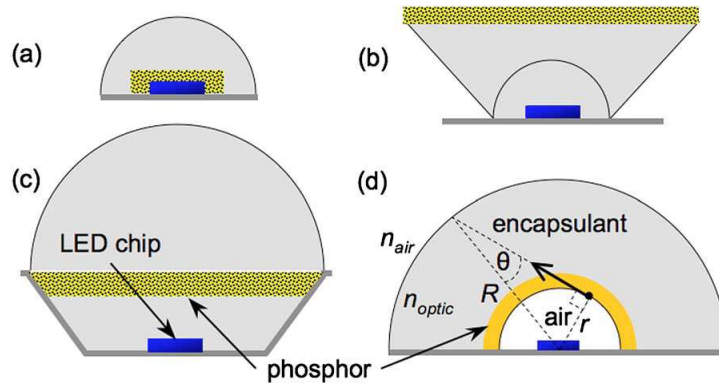 (a)
(b)
(c)
LED chip
phosphor
(d)
encapsulant
n_air
θ
n_optic
R
air
r